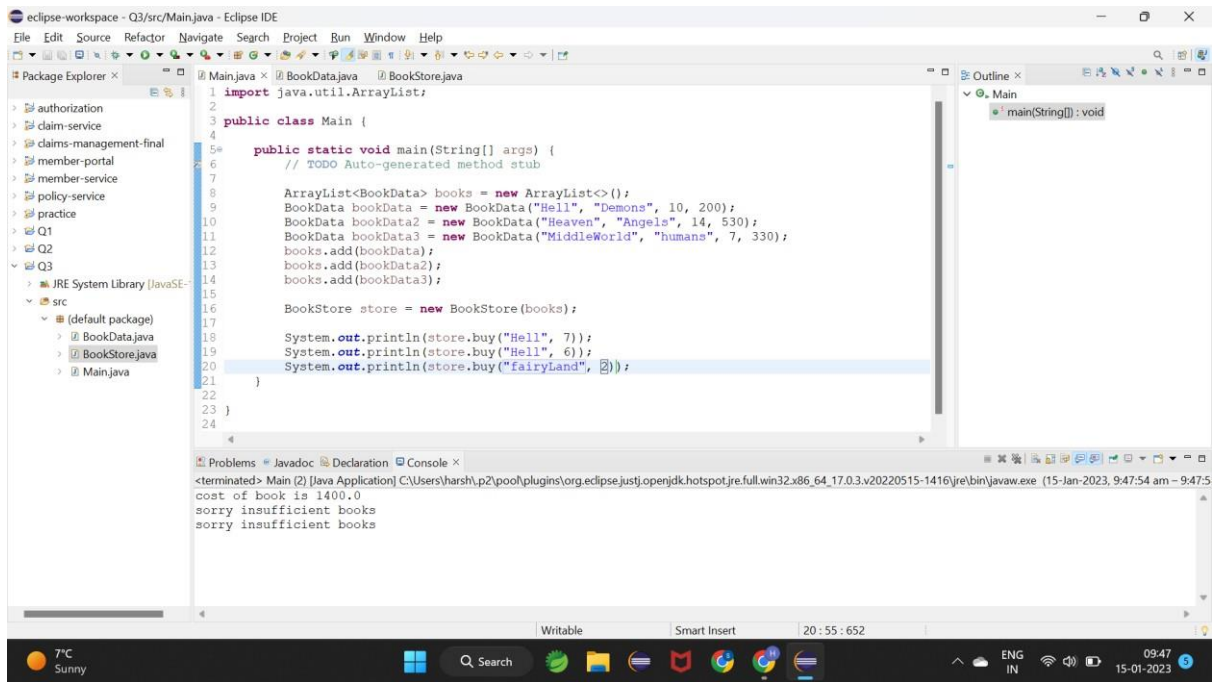 eclipse-workspace - Q3/src/Main.java - Eclipse IDE
File Edit Source Refactor Navigate Search Project Run Window Help
Package Explorer
authorization
claim-service
claims-management-final
member-portal
member-service
policy-service
practice
Q1
Q2
Q3
JRE System Library [JavaSE-
src
(default package)
BookData.java
BookStore.java
Main.java
Main.java BookData.java BookStore.java
1 import java.util.ArrayList;
2
3 public class Main {
4
5 public static void main(String[] args) {
6 // TODO Auto-generated method stub
7
8 ArrayList<BookData> books = new ArrayList<>();
9 BookData bookData = new BookData("Hell", "Demons", 10, 200);
10 BookData bookData2 = new BookData("Heaven", "Angels", 14, 530);
11 BookData bookData3 = new BookData("MiddleWorld", "humans", 7, 330);
12 books.add(bookData);
13 books.add(bookData2);
14 books.add(bookData3);
15
16 BookStore store = new BookStore(books);
17
18 System.out.println(store.buy("Hell", 7));
19 System.out.println(store.buy("Hell", 6));
20 System.out.println(store.buy("fairyLand", 2));
21 }
22
23 }
24
Outline
Main
main(String[]) : void
Problems Javadoc Declaration Console
<terminated> Main (2) [Java Application] C:\Users\harsh\.p2\pool\plugins\org.eclipse.justj.openjdk.hotspot.jre.full.win32.x86_64_17.0.3.v20220515-1416\jre\bin\javaw.exe (15-Jan-2023, 9:47:54 am – 9:47:5
cost of book is 1400.0
sorry insufficient books
sorry insufficient books
Writable Smart Insert 20 : 55 : 652
7°C
Sunny
Search
ENG
IN
09:47
15-01-2023
5